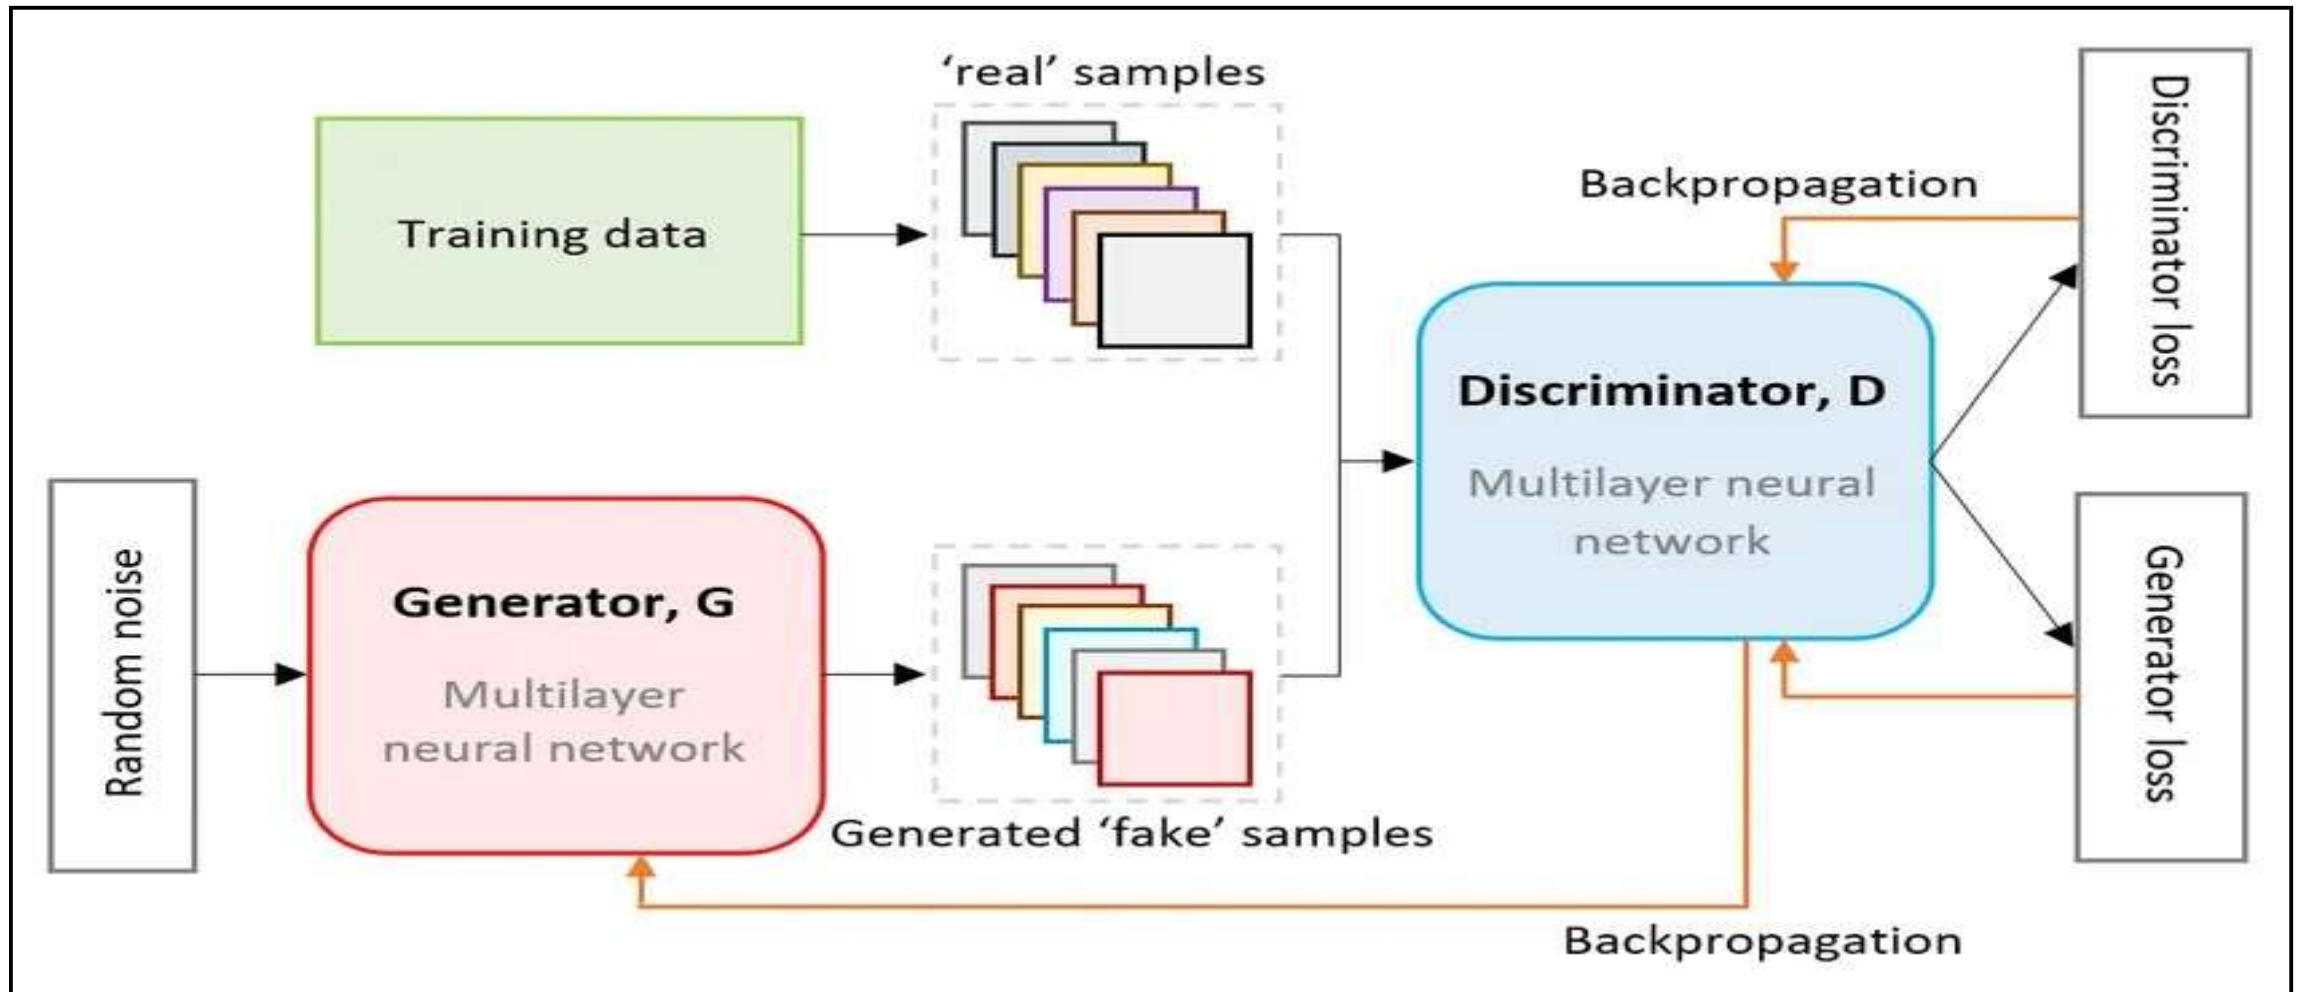 ‘real’ samples
Training data
Backpropagation
Discriminator loss
Discriminator, D
Multilayer neural
network
Random noise
Generator, G
Multilayer
neural network
Generated ‘fake’ samples
Generator loss
Backpropagation